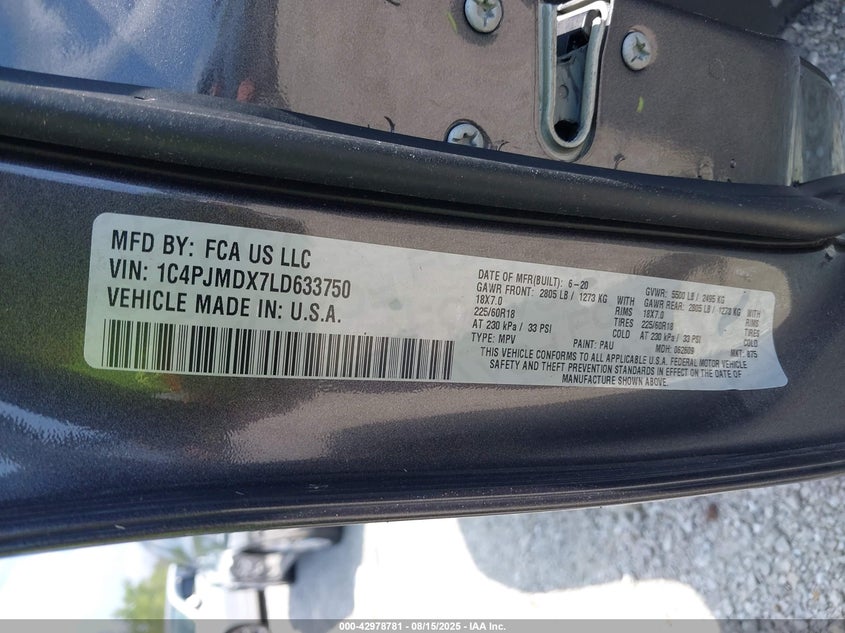 MFD BY: FCA US LLC
VIN: 1C4PJMDX7LD633750
VEHICLE MADE IN: U.S.A.
DATE OF MFR(BUILT): 6-20 GVWR: 5500 LB / 2495 KG
GAWR FRONT: 2805 LB / 1273 KG WITH GAWR REAR: 2805 LB / 1273 KG WITH
18X7.0 RIMS 18X7.0 RIMS
225/60R18 TIRES 225/60R18 TIRES
AT 230 kPa / 33 PSI COLD AT 230 kPa / 33 PSI COLD
TYPE: MPV PAINT: PAU MDH: 062609 MKT: 875
THIS VEHICLE CONFORMS TO ALL APPLICABLE U.S.A. FEDERAL MOTOR VEHICLE
SAFETY AND THEFT PREVENTION STANDARDS IN EFFECT ON THE DATE OF
MANUFACTURE SHOWN ABOVE.
000-42978781 - 08/15/2025 - IAA Inc.